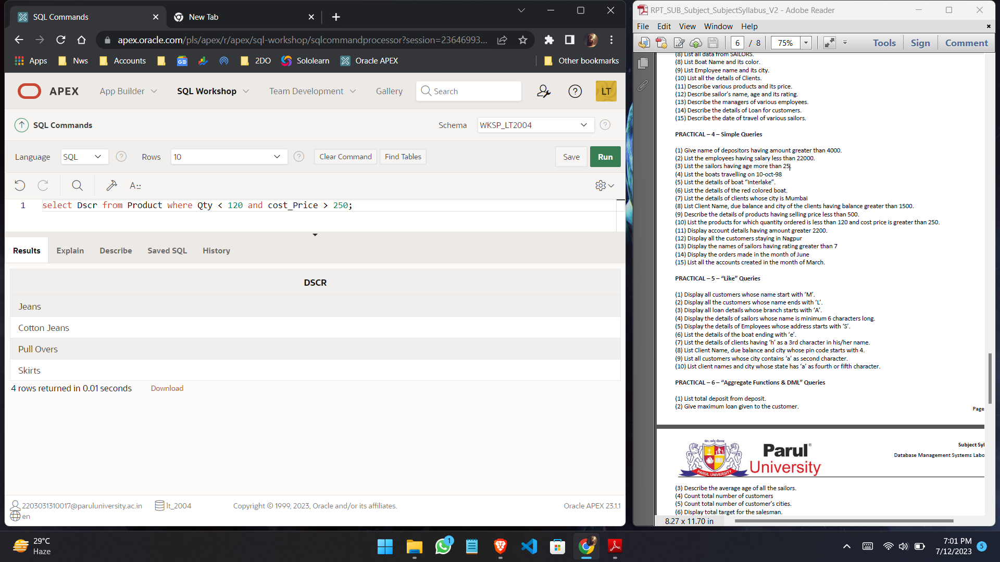 SQL Commands
New Tab
apex.oracle.com/pls/apex/r/apex/sql-workshop/sqlcommandprocessor?session=23646993...
Apps
Nws
Accounts
2DO
Sololearn
Oracle APEX
Other bookmarks
APEX
App Builder
SQL Workshop
Team Development
Gallery
Search
LT
SQL Commands
Schema
WKSP_LT2004
Language
SQL
Rows
10
Clear Command
Find Tables
Save
Run
1 select Dscr from Product where Qty < 120 and cost_Price > 250;
Results
Explain
Describe
Saved SQL
History
DSCR
Jeans
Cotton Jeans
Pull Overs
Skirts
4 rows returned in 0.01 seconds
Download
2203031310017@paruluniversity.ac.in
lt_2004
Copyright © 1999, 2023, Oracle and/or its affiliates.
Oracle APEX 23.1.1
en
RPT_SUB_Subject_SubjectSyllabus_V2 - Adobe Reader
File Edit View Window Help
6 / 8
75%
Tools
Sign
Comment
(8) List all data from SAILORS.
(8) List Boat Name and its color.
(9) List Employee name and its city.
(10) List all the details of Clients.
(11) Describe various products and its price.
(12) Describe sailor's name, age and its rating.
(13) Describe the managers of various employees.
(14) Describe the details of Loan for customers.
(15) Describe the date of travel of various sailors.
PRACTICAL – 4 – Simple Queries
(1) Give name of depositors having amount greater than 4000.
(2) List the employees having salary less than 22000.
(3) List the sailors having age more than 25.
(4) List the boats travelling on 10-oct-98
(5) List the details of boat “Interlake”.
(6) List the details of the red colored boat.
(7) List the details of clients whose city is Mumbai
(8) List Client Name, due balance and city of the clients having balance greater than 1500.
(9) Describe the details of products having selling price less than 500.
(10) List the products for which quantity ordered is less than 120 and cost price is greater than 250.
(11) Display account details having amount greater 2200.
(12) Display all the customers staying in Nagpur
(13) Display the names of sailors having rating greater than 7
(14) Display the orders made in the month of June
(15) List all the accounts created in the month of March.
PRACTICAL – 5 – “Like” Queries
(1) Display all customers whose name start with ‘M’.
(2) Display all the customers whose name ends with ‘L’.
(3) Display all loan details whose branch starts with ‘A’.
(4) Display the details of sailors whose name is minimum 6 characters long.
(5) Display the details of Employees whose address starts with ‘S’.
(6) List the details of the boat ending with ‘e’.
(7) List the details of clients having ‘h’ as a 3rd character in his/her name.
(8) List Client Name, due balance and city whose pin code starts with 4.
(9) List all customers whose city contains ‘a’ as second character.
(10) List client names and city whose state has ‘a’ as fourth or fifth character.
PRACTICAL – 6 – “Aggregate Functions & DML” Queries
(1) List total deposit from deposit.
(2) Give maximum loan given to the customer.
Page
PARUL UNIVERSITY
Parul®
University
Subject Syl
Database Management Systems Labo
(3) Describe the average age of all the sailors.
(4) Count total number of customers
(5) Count total number of customer's cities.
(6) Display total target for the salesman.
8.27 x 11.70 in
29°C
Haze
1
7:01 PM
7/12/2023
5